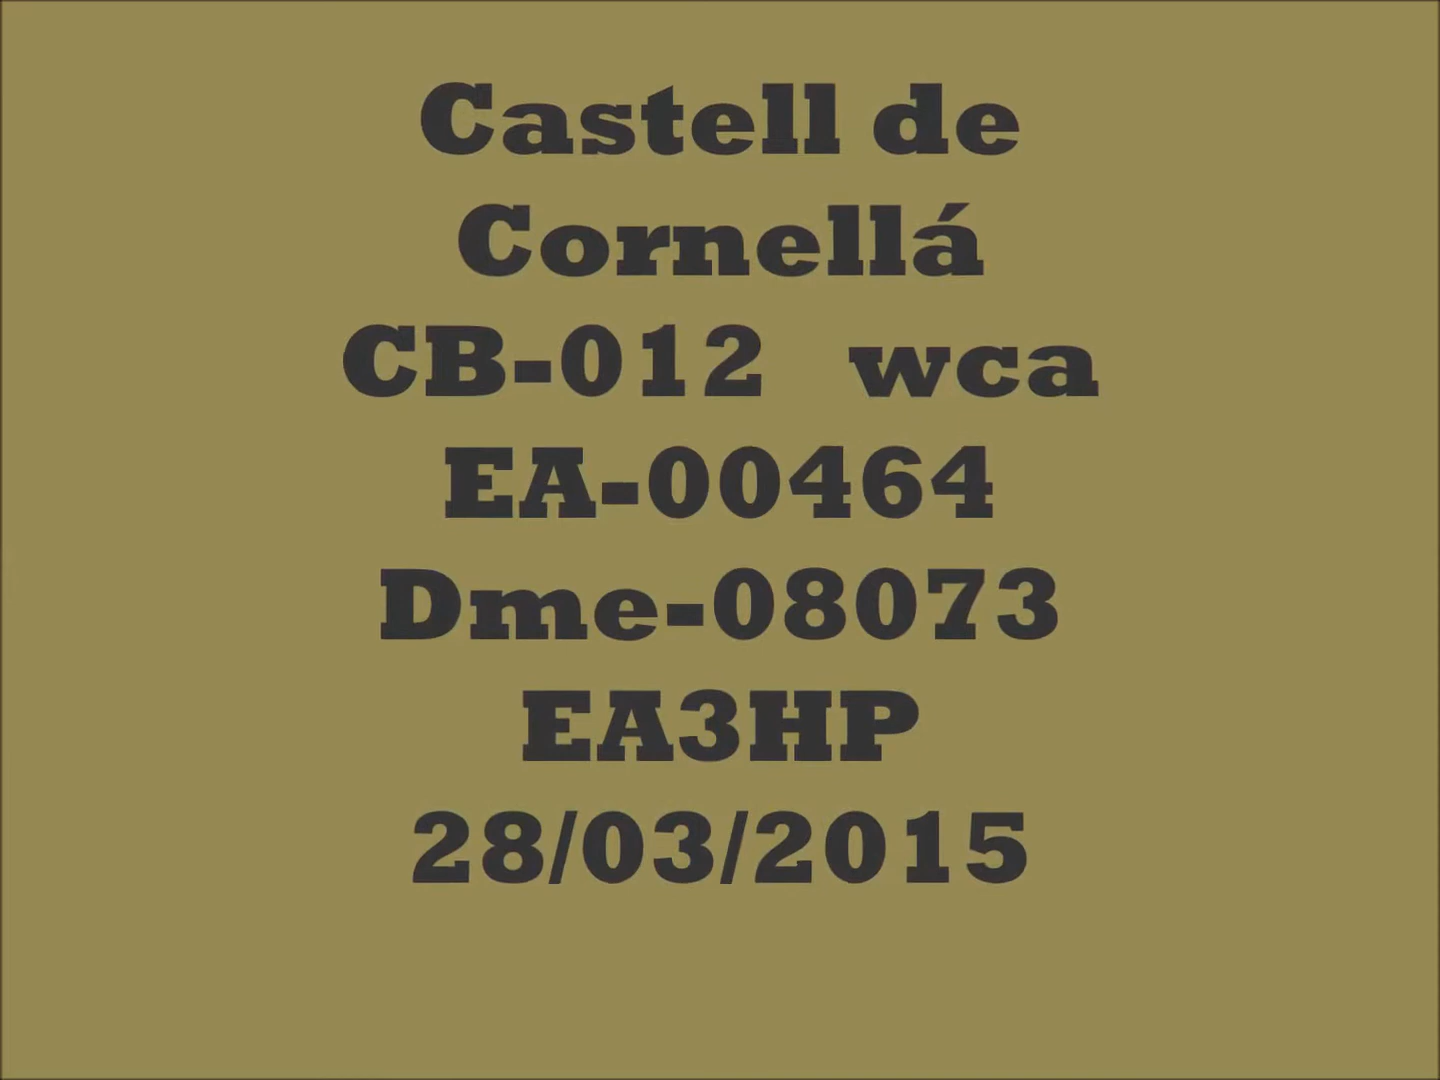 Castell de
Cornellá
CB-012 wca
EA-00464
Dme-08073
EA3HP
28/03/2015